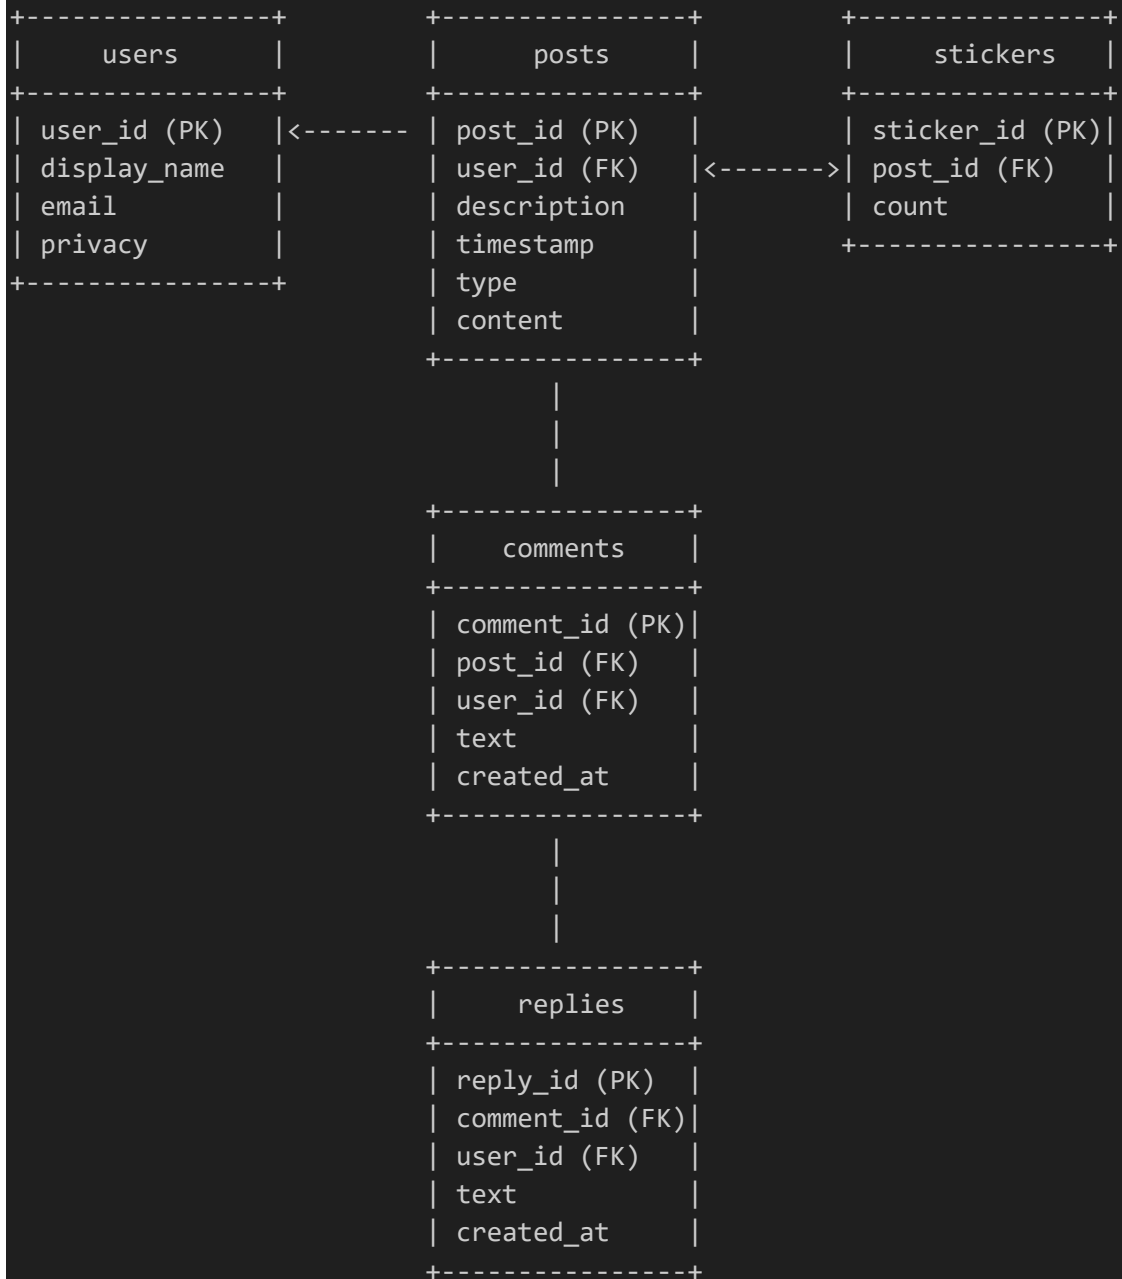 +----------------+         +----------------+         +----------------+
|     users      |         |      posts     |         |     stickers   |
+----------------+         +----------------+         +----------------+
| user_id (PK)   |<------- | post_id (PK)   |         | sticker_id (PK)|
| display_name   |         | user_id (FK)   |<------->| post_id (FK)   |
| email          |         | description    |         | count          |
| privacy        |         | timestamp      |         +----------------+
+----------------+         | type           |
                           | content        |
                           +----------------+
                                   |
                                   |
                                   |
                           +----------------+
                           |    comments    |
                           +----------------+
                           | comment_id (PK)|
                           | post_id (FK)   |
                           | user_id (FK)   |
                           | text           |
                           | created_at     |
                           +----------------+
                                   |
                                   |
                                   |
                           +----------------+
                           |     replies    |
                           +----------------+
                           | reply_id (PK)  |
                           | comment_id (FK)|
                           | user_id (FK)   |
                           | text           |
                           | created_at     |
                           +----------------+